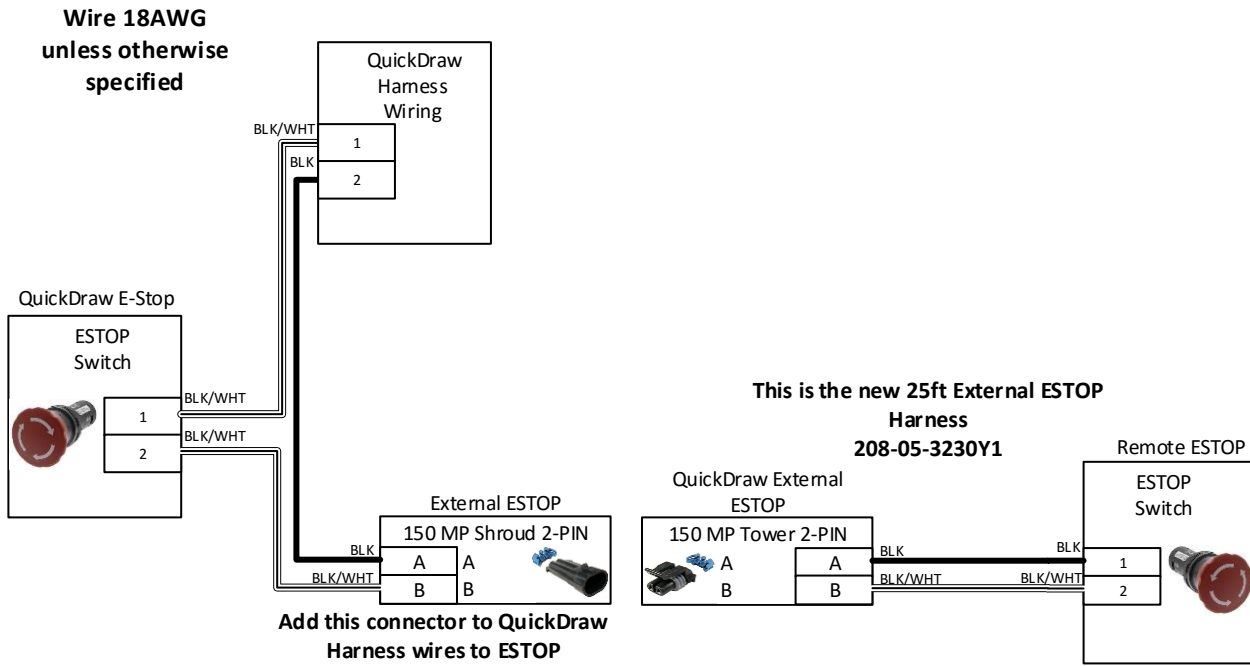 Wire 18AWG
unless otherwise
specified
QuickDraw
Harness
Wiring
BLK/WHT
1
BLK
2
QuickDraw E-Stop
ESTOP
Switch
BLK/WHT
1
BLK/WHT
2
External ESTOP
150 MP Shroud 2-PIN
BLK
A A
BLK/WHT
B B
Add this connector to QuickDraw
Harness wires to ESTOP
This is the new 25ft External ESTOP
Harness
208-05-3230Y1
QuickDraw External
ESTOP
150 MP Tower 2-PIN
A A
B B
BLK BLK
BLK/WHT BLK/WHT
Remote ESTOP
ESTOP
Switch
1
2